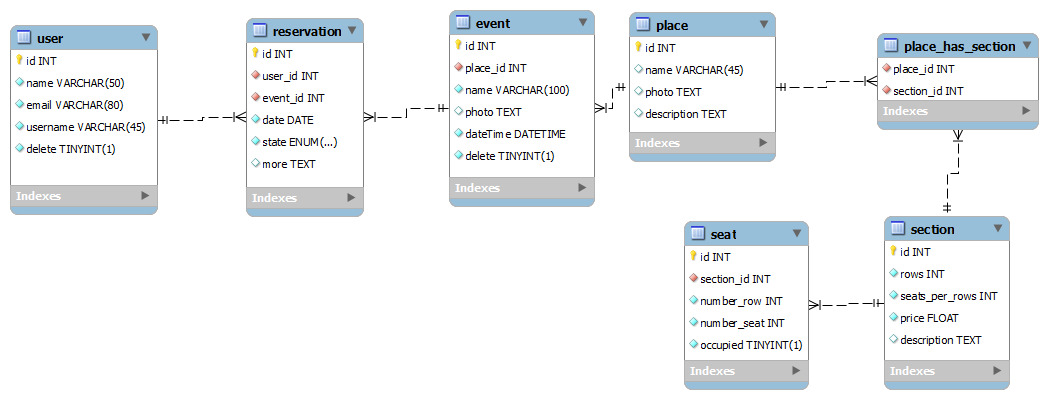 user
id INT
name VARCHAR(50)
email VARCHAR(80)
username VARCHAR(45)
delete TINYINT(1)
Indexes
reservation
id INT
user_id INT
event_id INT
date DATE
state ENUM(...)
more TEXT
Indexes
event
id INT
place_id INT
name VARCHAR(100)
photo TEXT
dateTime DATETIME
delete TINYINT(1)
Indexes
place
id INT
name VARCHAR(45)
photo TEXT
description TEXT
Indexes
place_has_section
place_id INT
section_id INT
Indexes
seat
id INT
section_id INT
number_row INT
number_seat INT
occupied TINYINT(1)
Indexes
section
id INT
rows INT
seats_per_rows INT
price FLOAT
description TEXT
Indexes